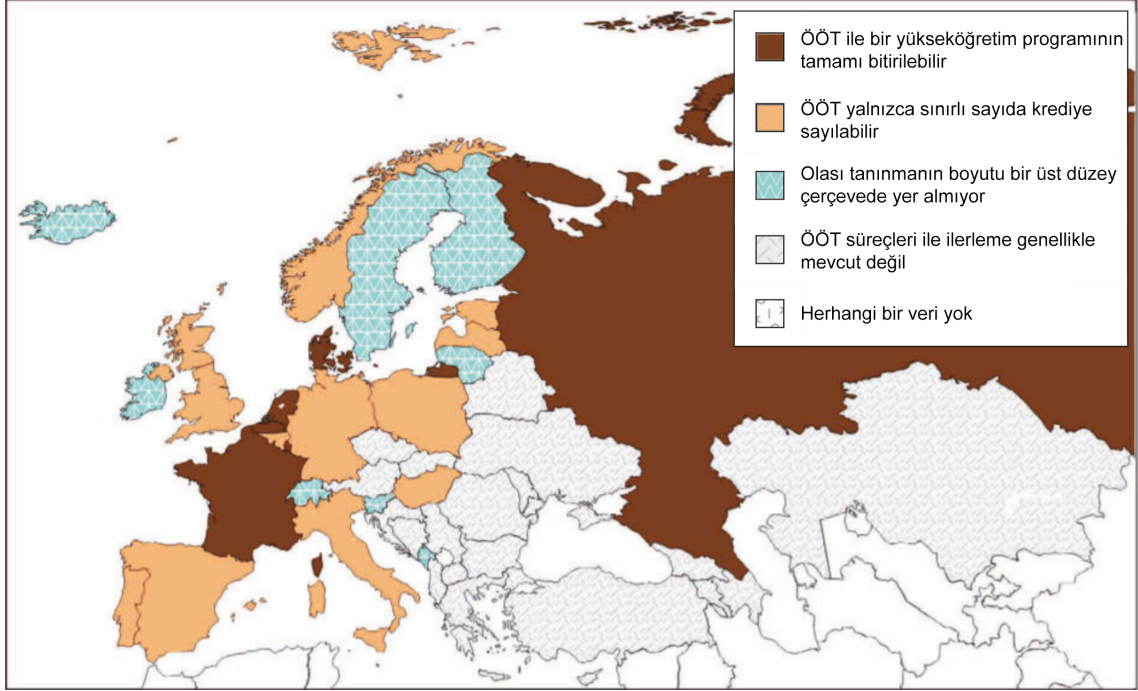 ÖÖT ile bir yükseköğretim programının
tamamı bitirilebilir
ÖÖT yalnızca sınırlı sayıda krediye
sayılabilir
Olası tanınmanın boyutu bir üst düzey
çerçevede yer almıyor
ÖÖT süreçleri ile ilerleme genellikle
mevcut değil
Herhangi bir veri yok